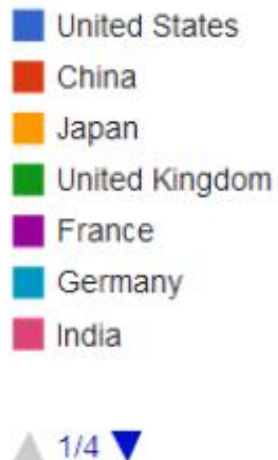 United States
China
Japan
United Kingdom
France
Germany
India
1/4